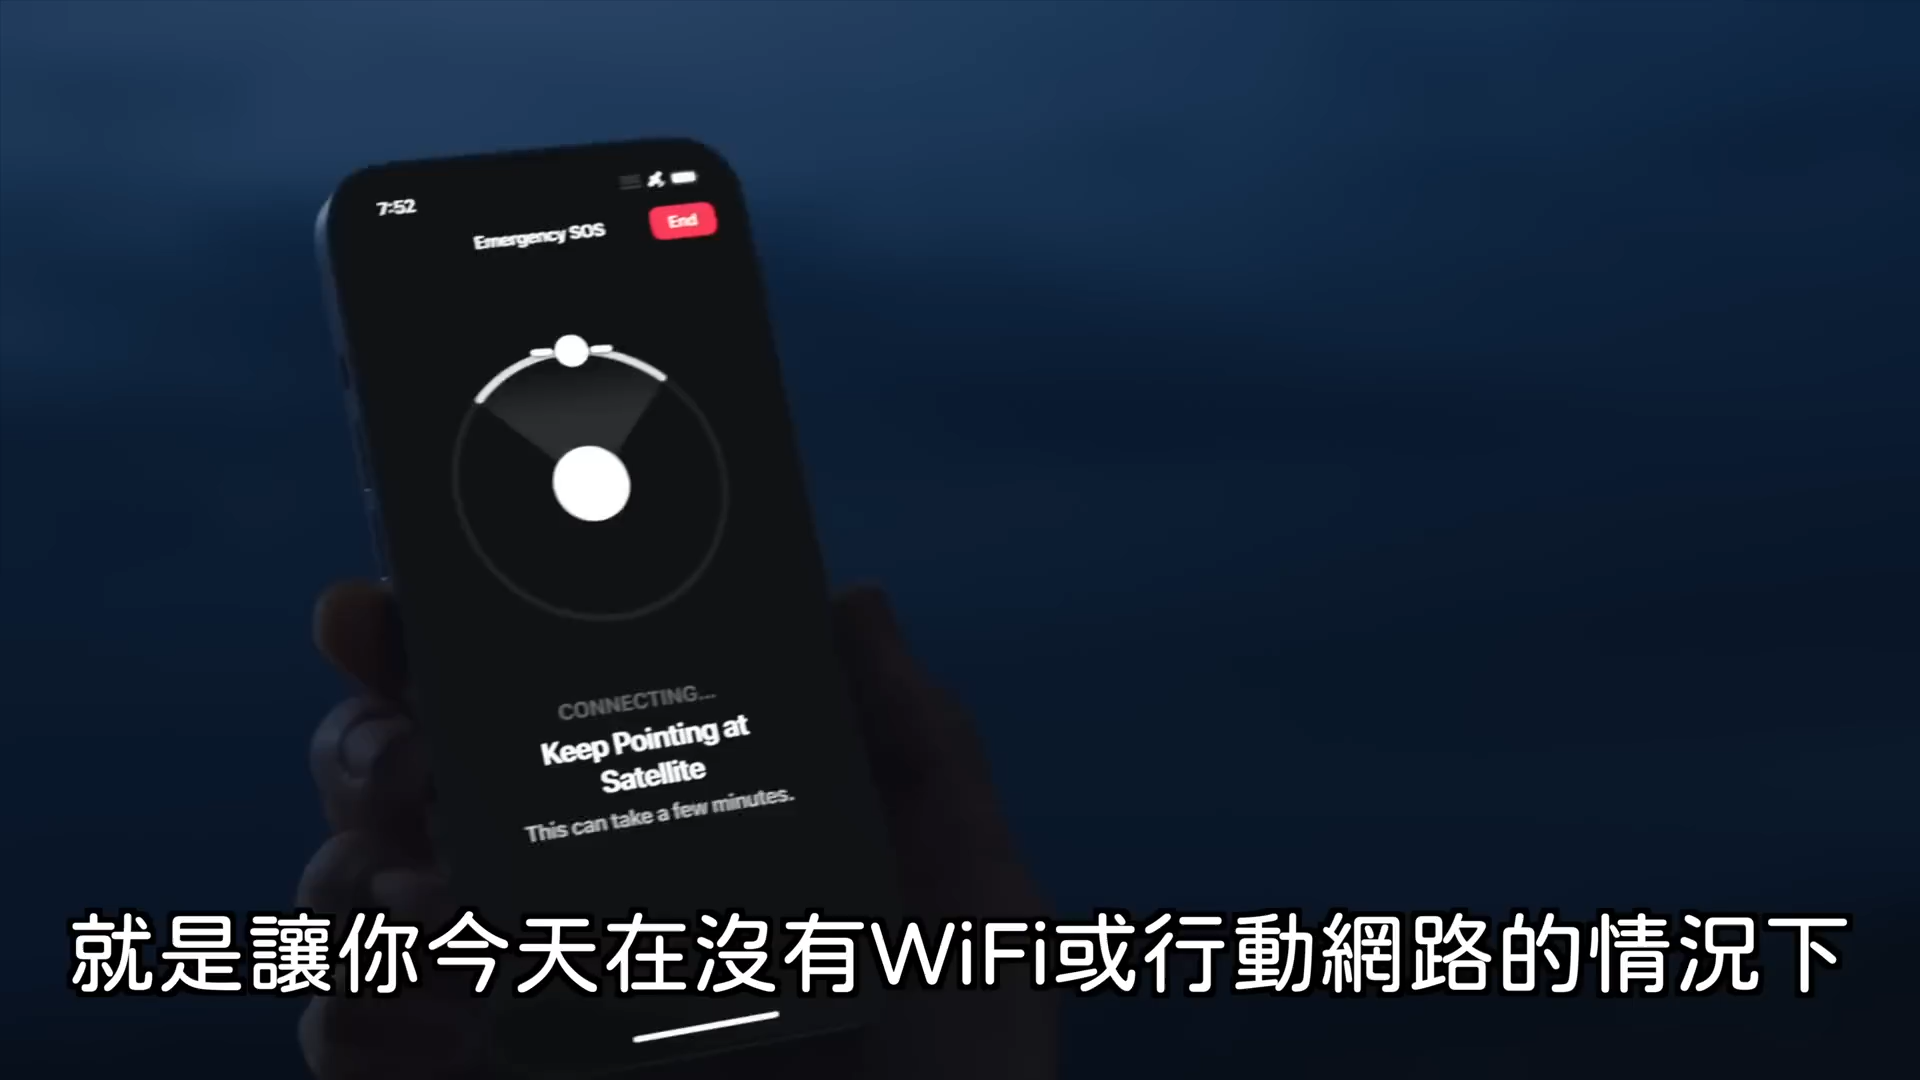 7:52
Emergency SOS
End
CONNECTING...
Keep Pointing at
Satellite
This can take a few minutes.
就是讓你今天在沒有WiFi或行動網路的情況下